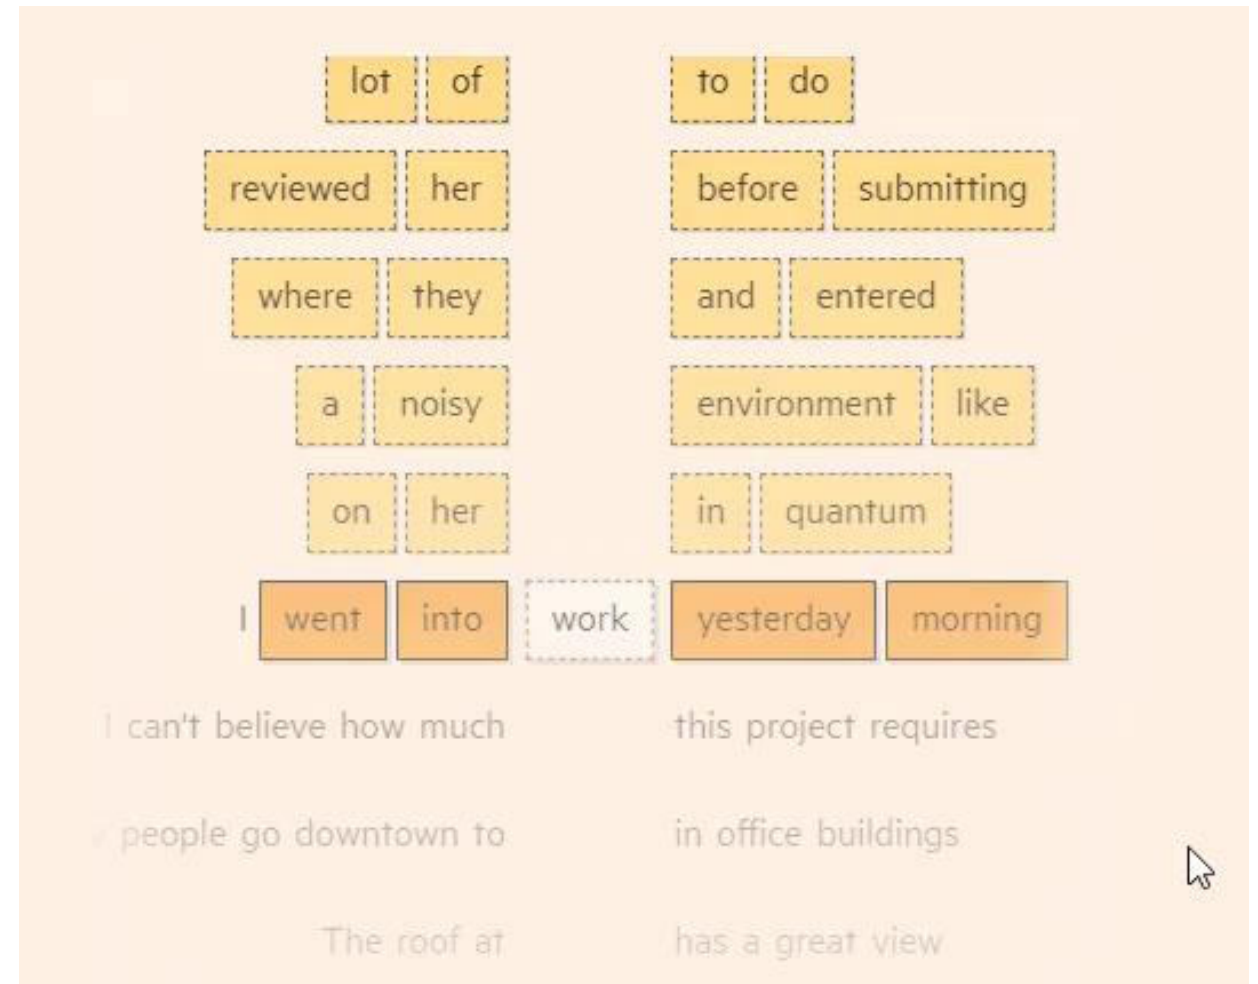 lot of to do
reviewed her before submitting
where they and entered
a noisy environment like
on her in quantum
I went into work yesterday morning
I can't believe how much this project requires
people go downtown to in office buildings
The roof at has a great view